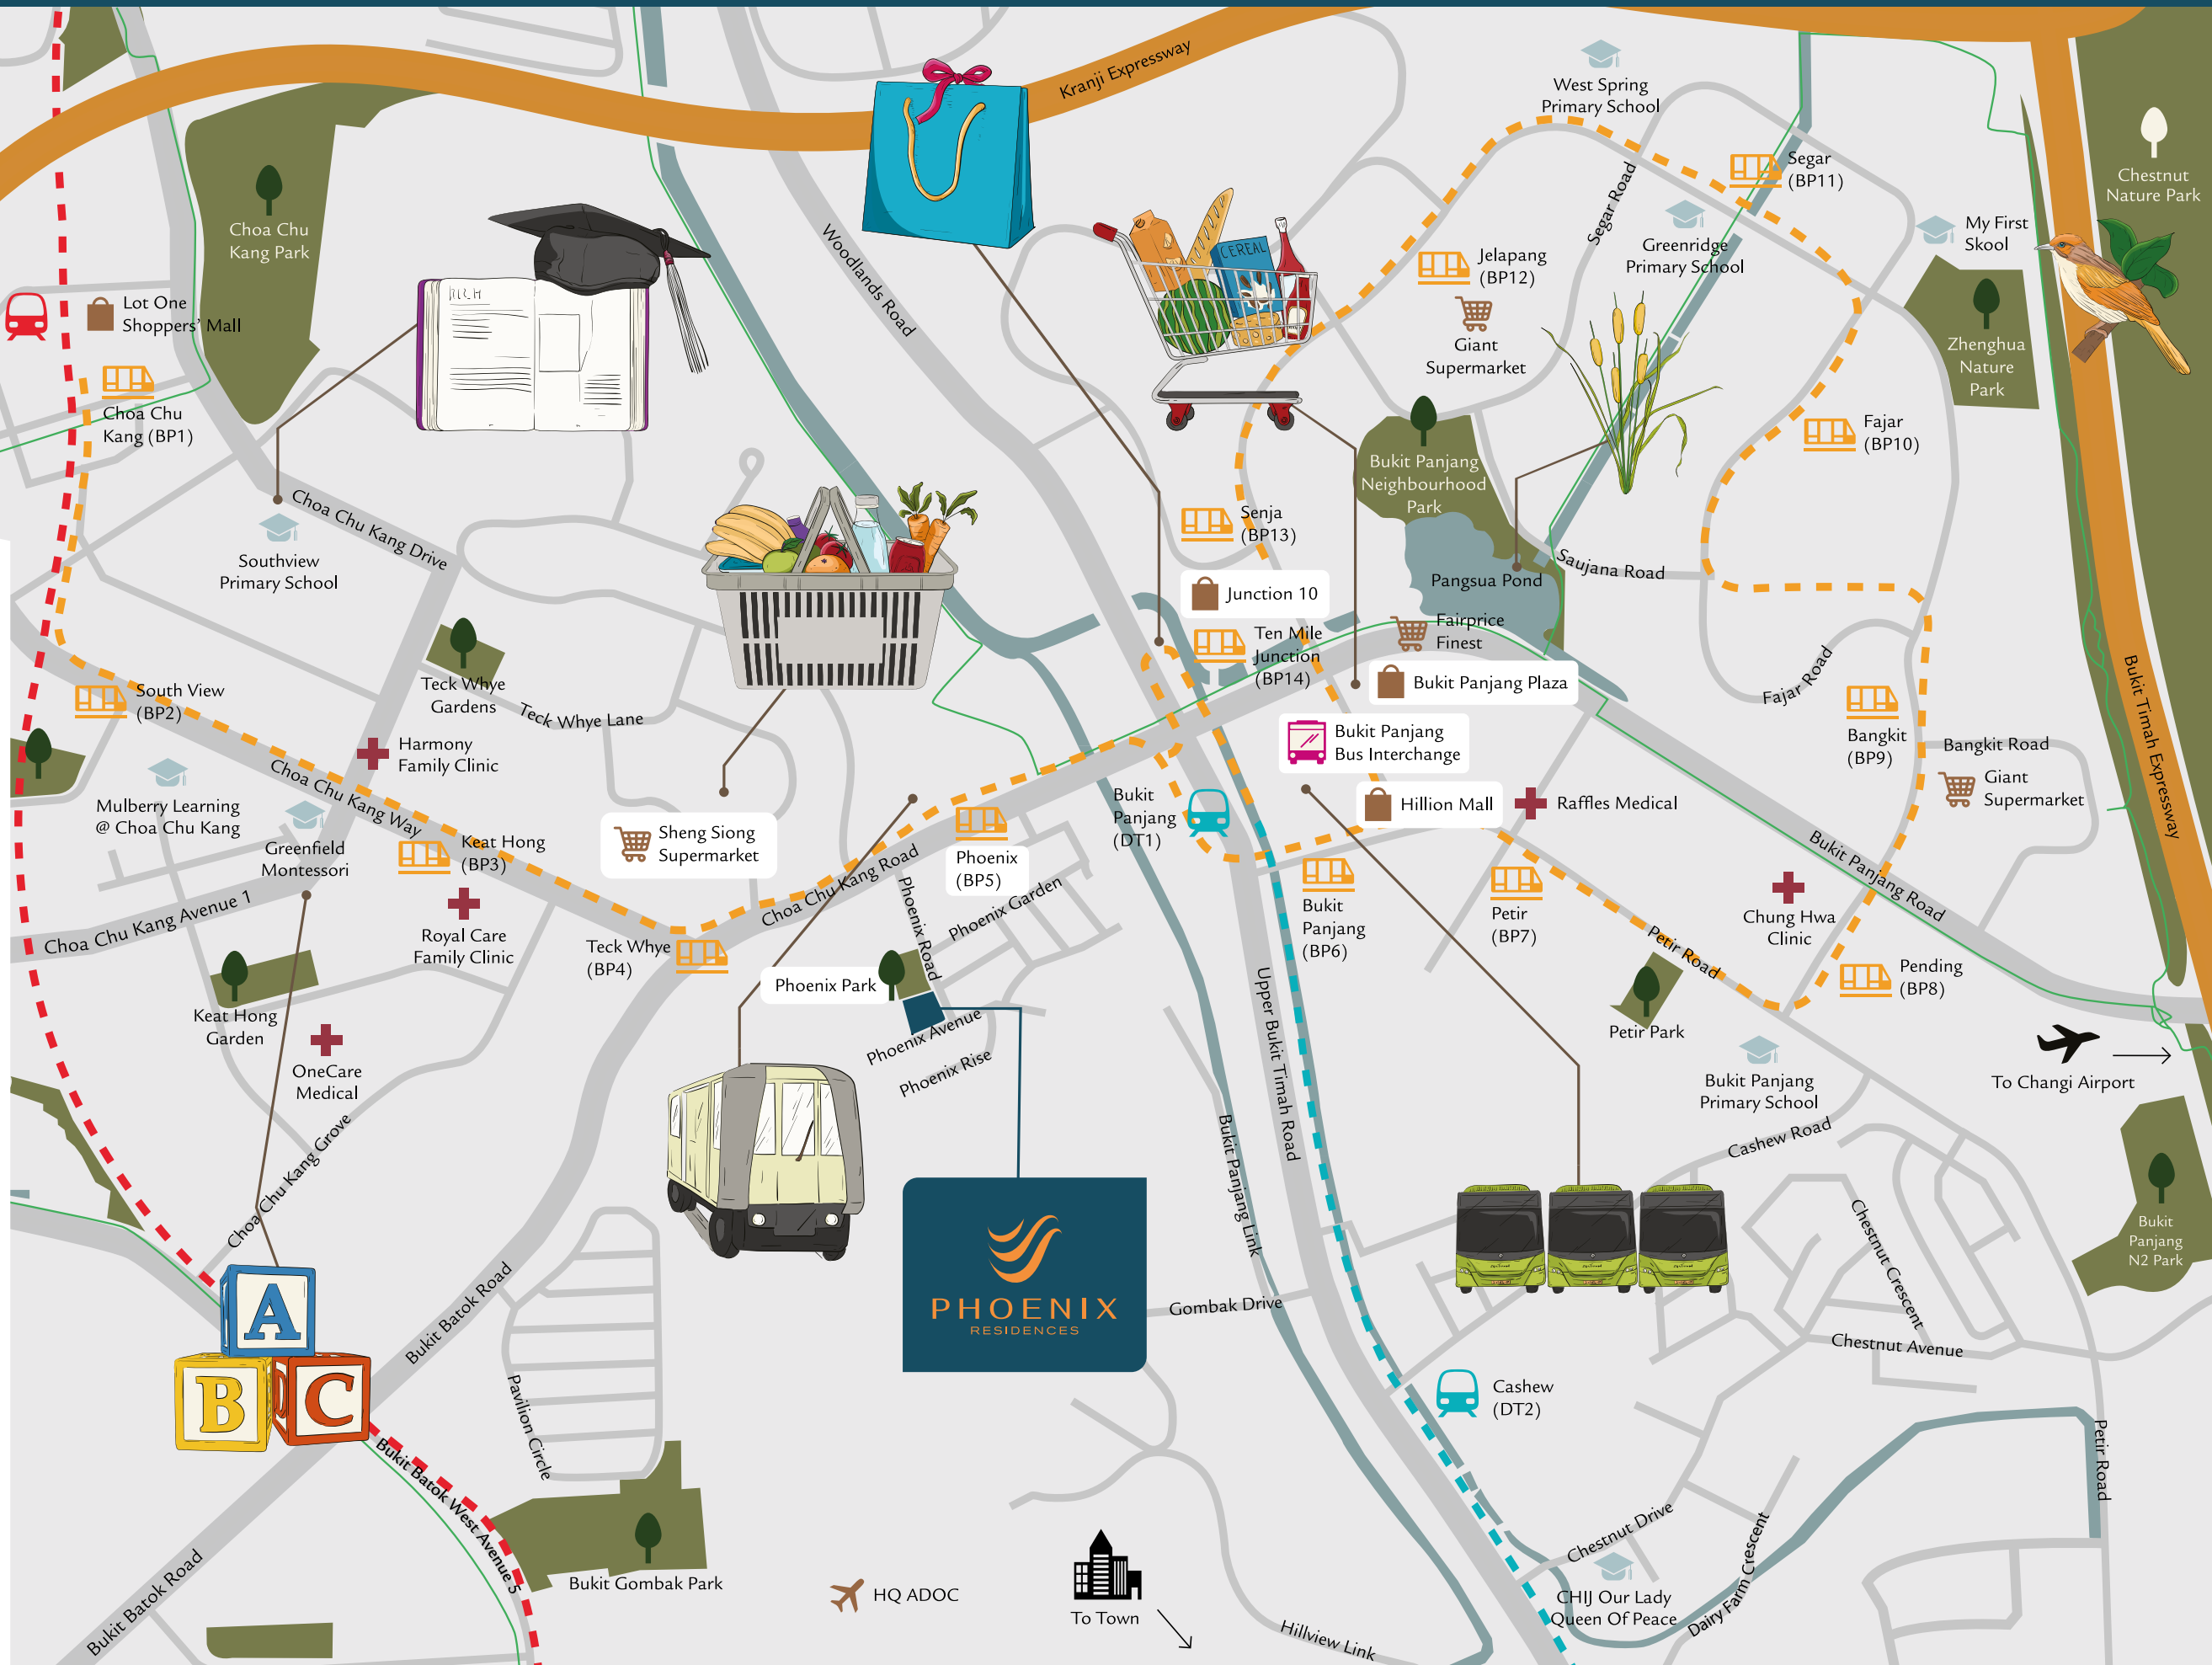 Kranji Expressway
West Spring
Primary School
Segar
(BP11)
Chestnut
Nature Park
Choa Chu
Kang Park
Woodlands Road
Segar Road
Greenridge
Primary School
My First
Skool
Jelapang
(BP12)
CEREAL
Lot One
Shoppers' Mall
Giant
Supermarket
Zhenghua
Nature
Park
Choa Chu
Kang (BP1)
Fajar
(BP10)
Bukit Panjang
Neighbourhood
Park
Choa Chu Kang Drive
Senja
(BP13)
Southview
Primary School
Pangsua Pond
Saujana Road
Junction 10
Ten Mile
Junction
(BP14)
Fairprice
Finest
Bukit Panjang Plaza
Fajar Road
Bukit Timah Expressway
South View
(BP2)
Teck Whye
Gardens
Teck Whye Lane
Harmony
Family Clinic
Bukit Panjang
Bus Interchange
Bangkit
(BP9)
Bangkit Road
Giant
Supermarket
Mulberry Learning
@ Choa Chu Kang
Choa Chu Kang Way
Greenfield
Montessori
Keat Hong
(BP3)
Sheng Siong
Supermarket
Bukit
Panjang
(DT1)
Hillion Mall
Raffles Medical
Choa Chu Kang Road
Phoenix
(BP5)
Bukit Panjang Road
Choa Chu Kang Avenue 1
Royal Care
Family Clinic
Teck Whye
(BP4)
Phoenix Road
Phoenix Garden
Bukit
Panjang
(BP6)
Petir
(BP7)
Chung Hwa
Clinic
Petir Road
Pending
(BP8)
Phoenix Park
Keat Hong
Garden
Phoenix Avenue
Phoenix Rise
Upper Bukit Timah Road
Petir Park
OneCare
Medical
Bukit Panjang
Primary School
To Changi Airport
Choa Chu Kang Grove
Bukit Panjang Link
Cashew Road
Bukit
Panjang
N2 Park
Chestnut Crescent
A
B
C
Bukit Batok Road
PHOENIX
RESIDENCES
Gombak Drive
Chestnut Avenue
Pavilion Circle
Cashew
(DT2)
Bukit Batok West Avenue 5
Petir Road
Chestnut Drive
Dairy Farm Crescent
Bukit Batok Road
Bukit Gombak Park
HQ ADOC
To Town
CHIJ Our Lady
Queen Of Peace
Hillview Link